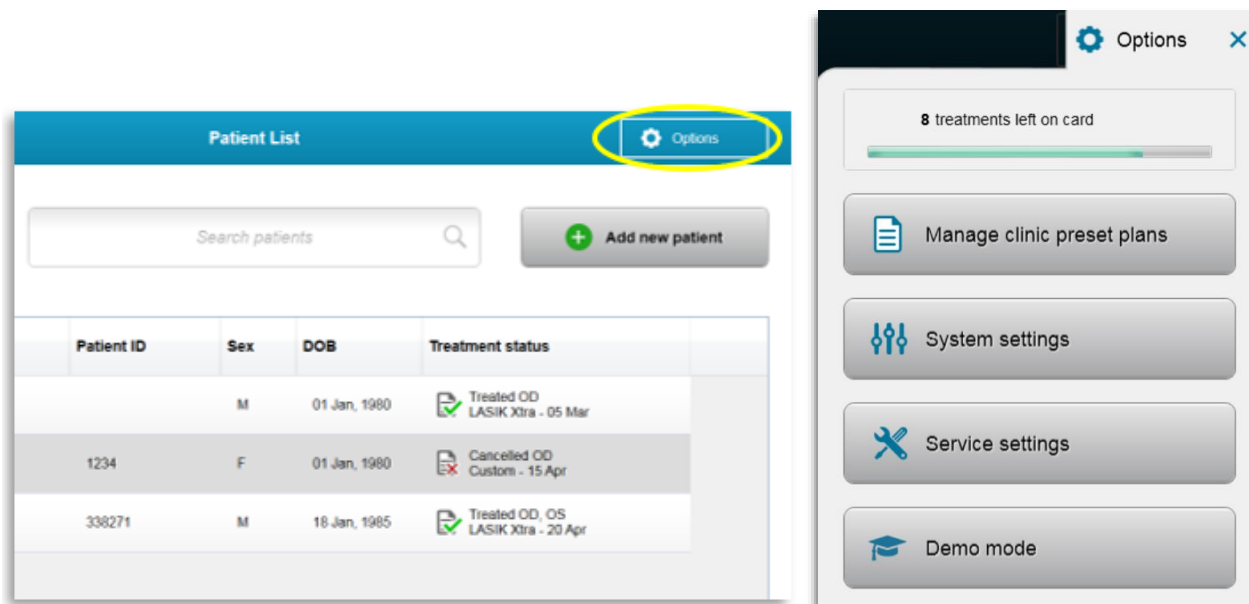 Patient List
Options
Search patients
Add new patient
Patient ID Sex DOB Treatment status
M 01 Jan, 1980 Treated OD
LASIK Xtra - 05 Mar
1234 F 01 Jan, 1980 Cancelled OD
Custom - 15 Apr
338271 M 18 Jan, 1985 Treated OD, OS
LASIK Xtra - 20 Apr
Options
8 treatments left on card
Manage clinic preset plans
System settings
Service settings
Demo mode